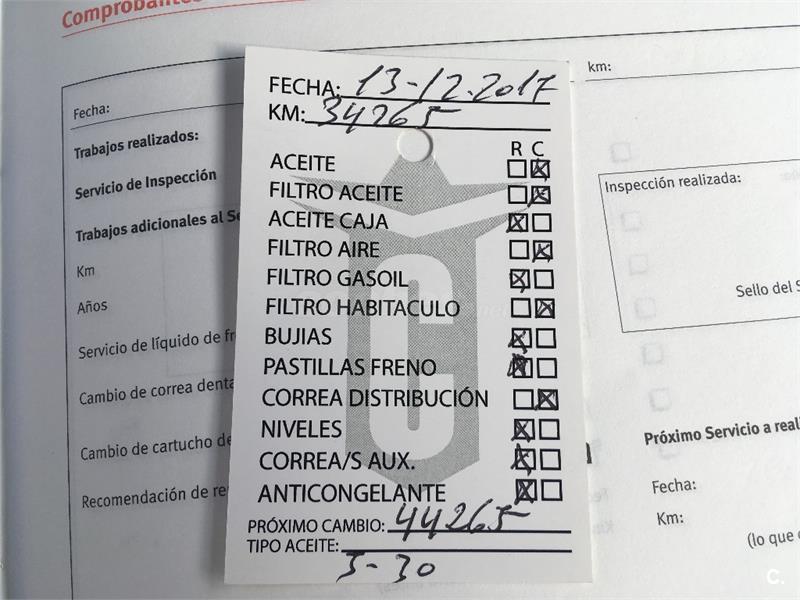 Comprobantes
Fecha:
Trabajos realizados:
Servicio de Inspección
Trabajos adicionales al Se
Km
Años
Servicio de líquido de fr
Cambio de correa denta
Cambio de cartucho de
Recomendación de re
FECHA: 13-12-2017
KM: 34265
R C
ACEITE
FILTRO ACEITE
ACEITE CAJA
FILTRO AIRE
FILTRO GASOIL
FILTRO HABITACULO
BUJIAS
PASTILLAS FRENO
CORREA DISTRIBUCIÓN
NIVELES
CORREA/S AUX.
ANTICONGELANTE
PRÓXIMO CAMBIO: 44265
TIPO ACEITE:
5-30
km:
Inspección realizada:
Sello del S
Próximo Servicio a reali
Fecha:
Km:
(lo que o
C.